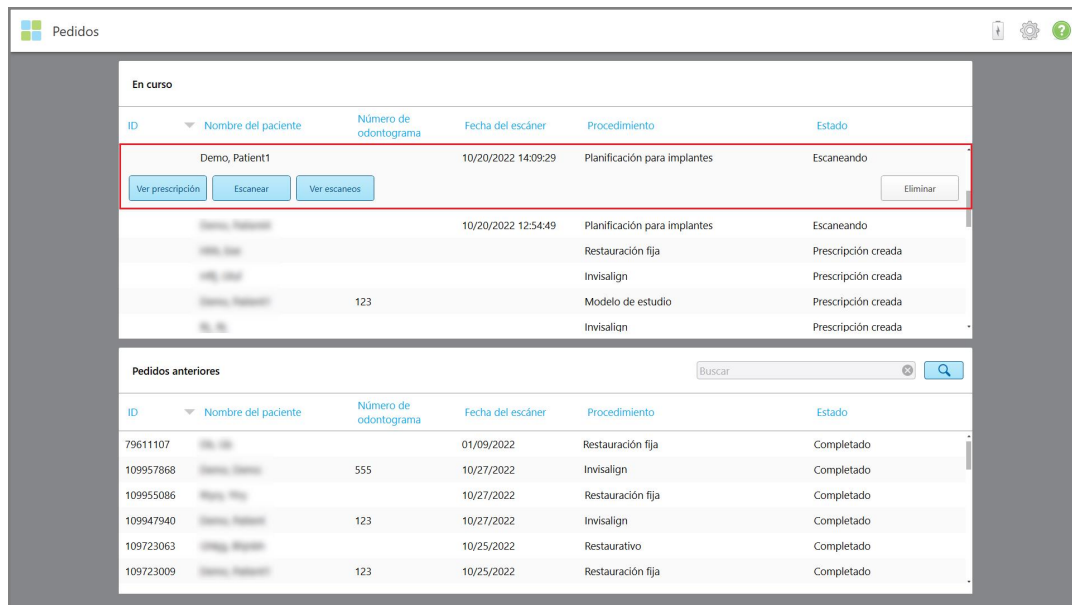 Pedidos
?
En curso
ID Nombre del paciente Número de odontograma Fecha del escáner Procedimiento Estado
Demo, Patient1 10/20/2022 14:09:29 Planificación para implantes Escaneando
Ver prescripción Escanear Ver escaneos Eliminar
10/20/2022 12:54:49 Planificación para implantes Escaneando
Restauración fija Prescripción creada
Invisalign Prescripción creada
123 Modelo de estudio Prescripción creada
Invisalign Prescripción creada
Pedidos anteriores Buscar
ID Nombre del paciente Número de odontograma Fecha del escáner Procedimiento Estado
79611107 01/09/2022 Restauración fija Completado
109957868 555 10/27/2022 Invisalign Completado
109955086 10/27/2022 Restauración fija Completado
109947940 123 10/27/2022 Invisalign Completado
109723063 10/25/2022 Restaurativo Completado
109723009 123 10/25/2022 Restauración fija Completado